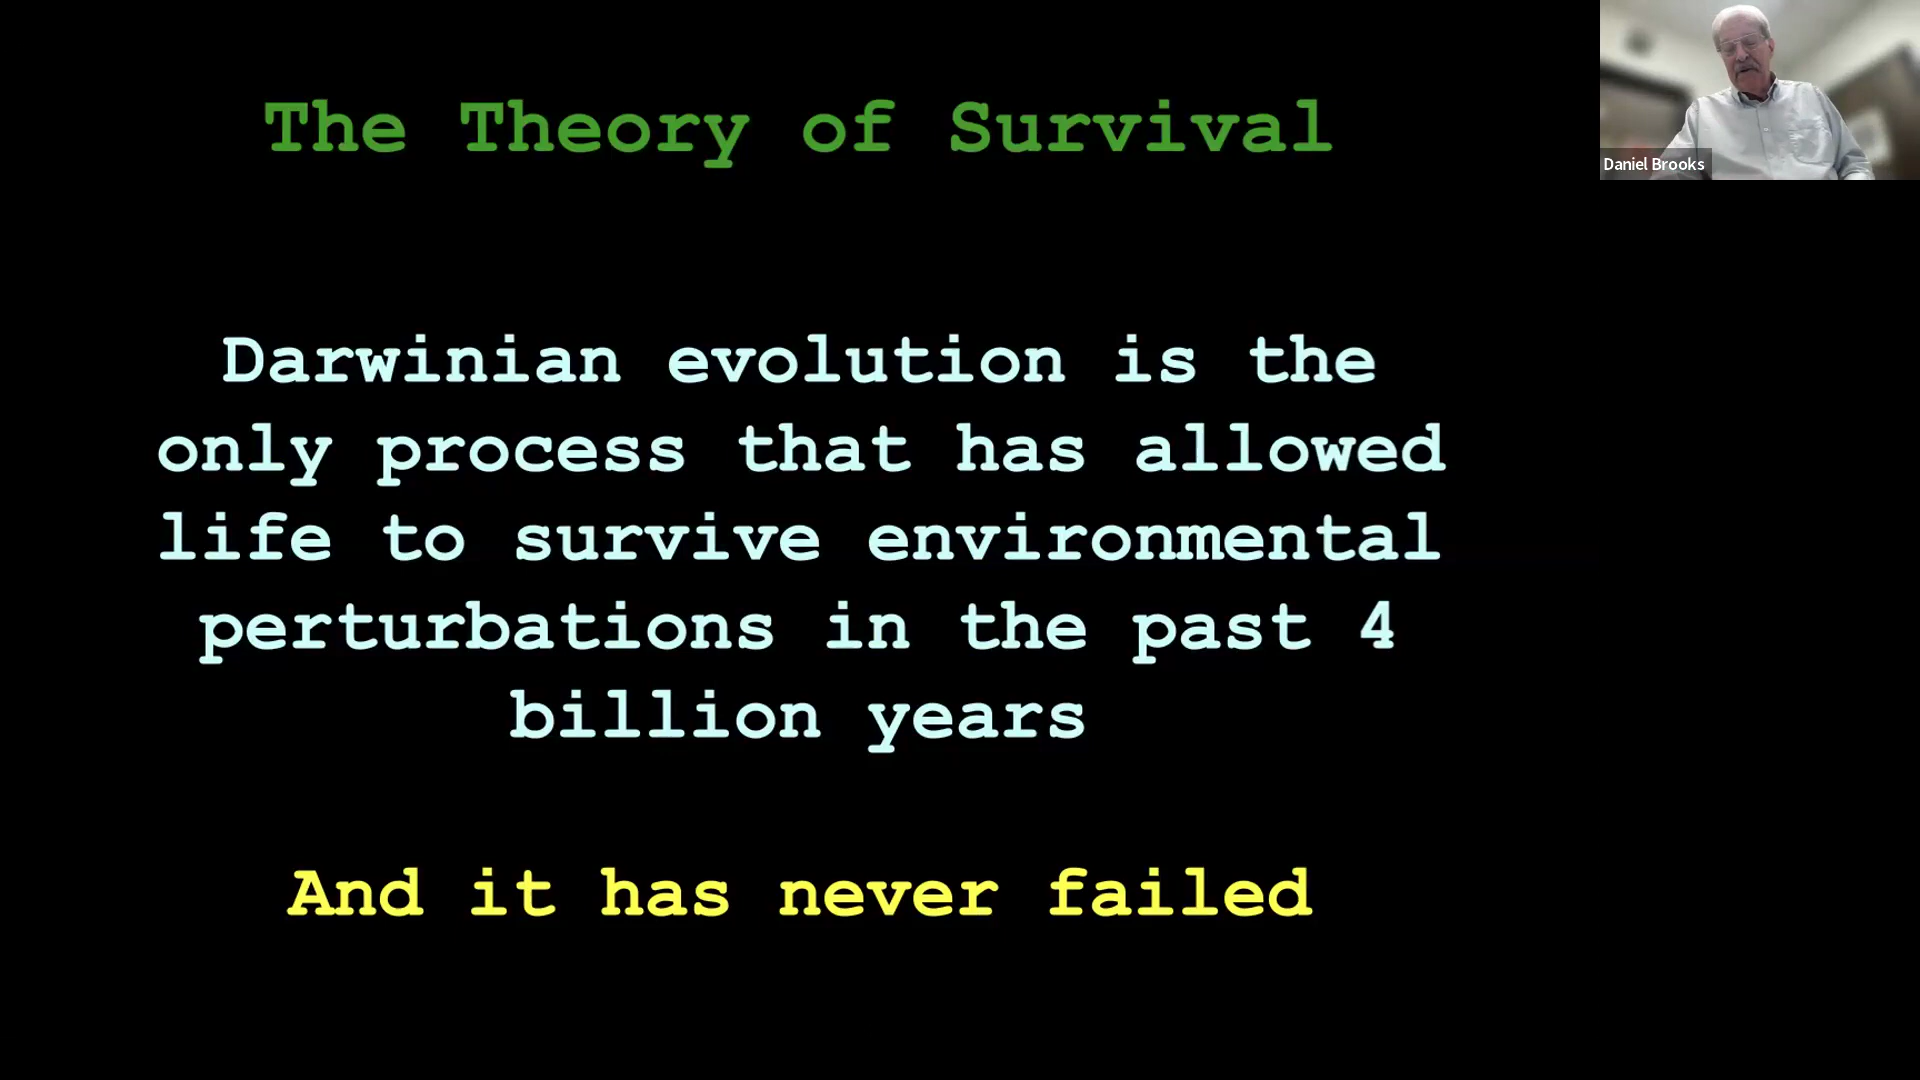 The Theory of Survival
Daniel Brooks
Darwinian evolution is the
only process that has allowed
life to survive environmental
perturbations in the past 4
billion years
And it has never failed